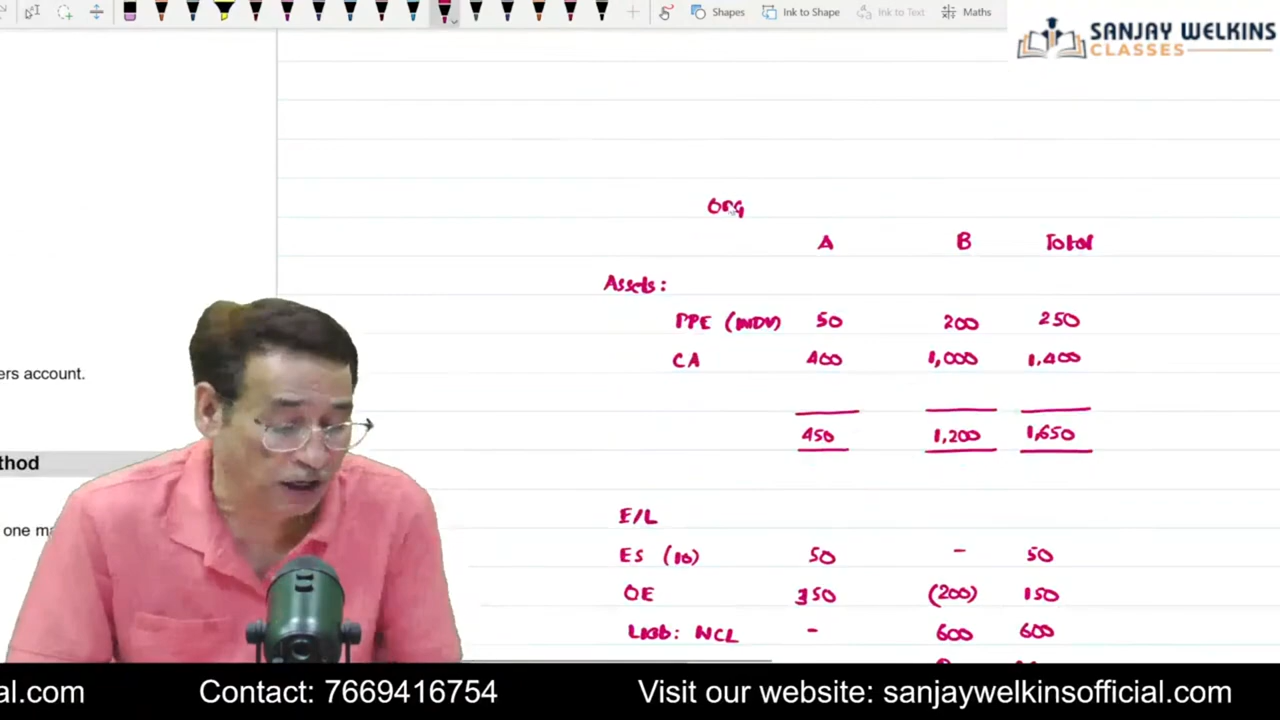 Shapes Ink to Shape Ink to Text Maths
SANJAY WELKINS
CLASSES
Org
A B Total
Assets:
PPE (WDV) 50 200 250
CA 400 1,000 1,400
450 1,200 1,650
ers account.
thod
one
E/L
ES (10) 50 - 50
OE 350 (200) 150
Liab: NCL - 600 600
al.com Contact: 7669416754 Visit our website: sanjaywelkinsofficial.com